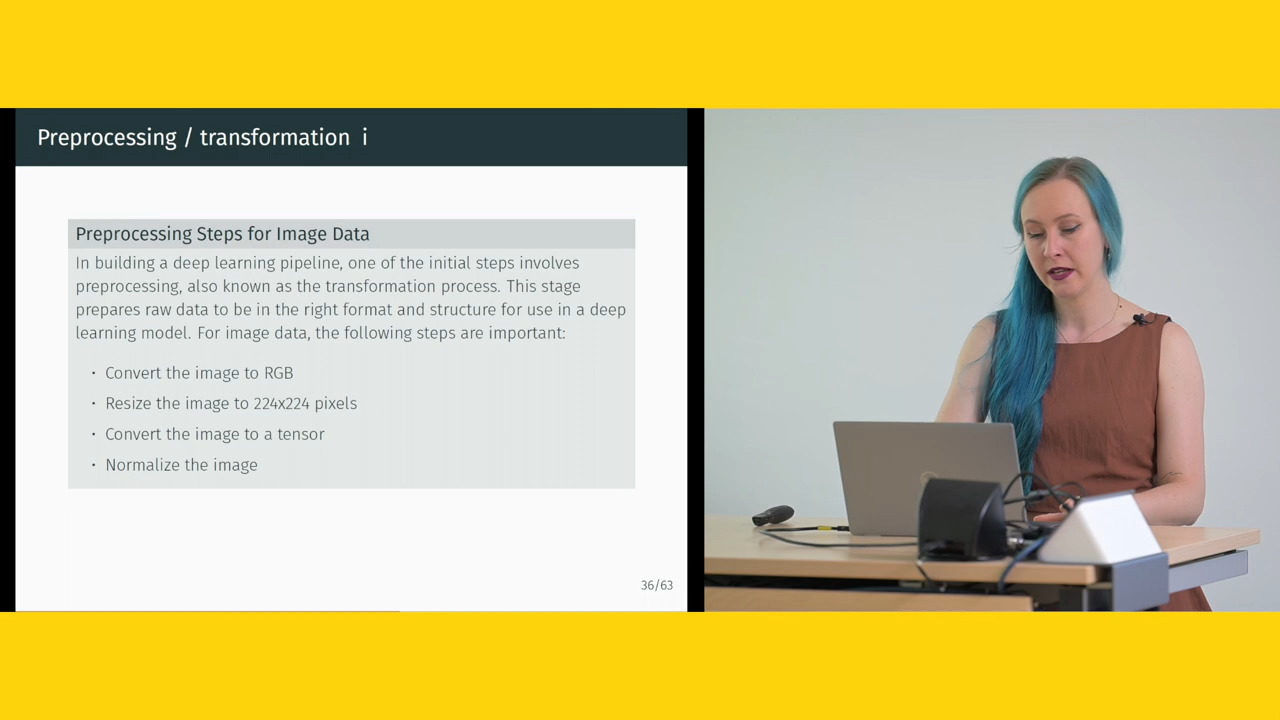 Preprocessing / transformation i
Preprocessing Steps for Image Data
In building a deep learning pipeline, one of the initial steps involves
preprocessing, also known as the transformation process. This stage
prepares raw data to be in the right format and structure for use in a deep
learning model. For image data, the following steps are important:
• Convert the image to RGB
• Resize the image to 224x224 pixels
• Convert the image to a tensor
• Normalize the image
36/63